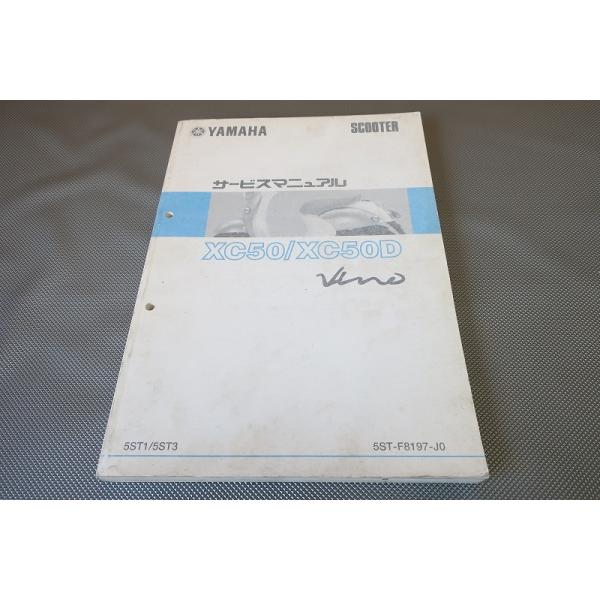 YAMAHA SCOOTER
サービスマニュアル
XC50/XC50D
Vino
5ST1/5ST3 5ST-F8197-J0